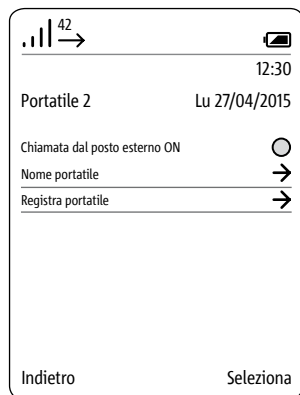 42
12:30
Portatile 2 Lu 27/04/2015
Chiamata dal posto esterno ON
Nome portatile
Registra portatile
Indietro Seleziona